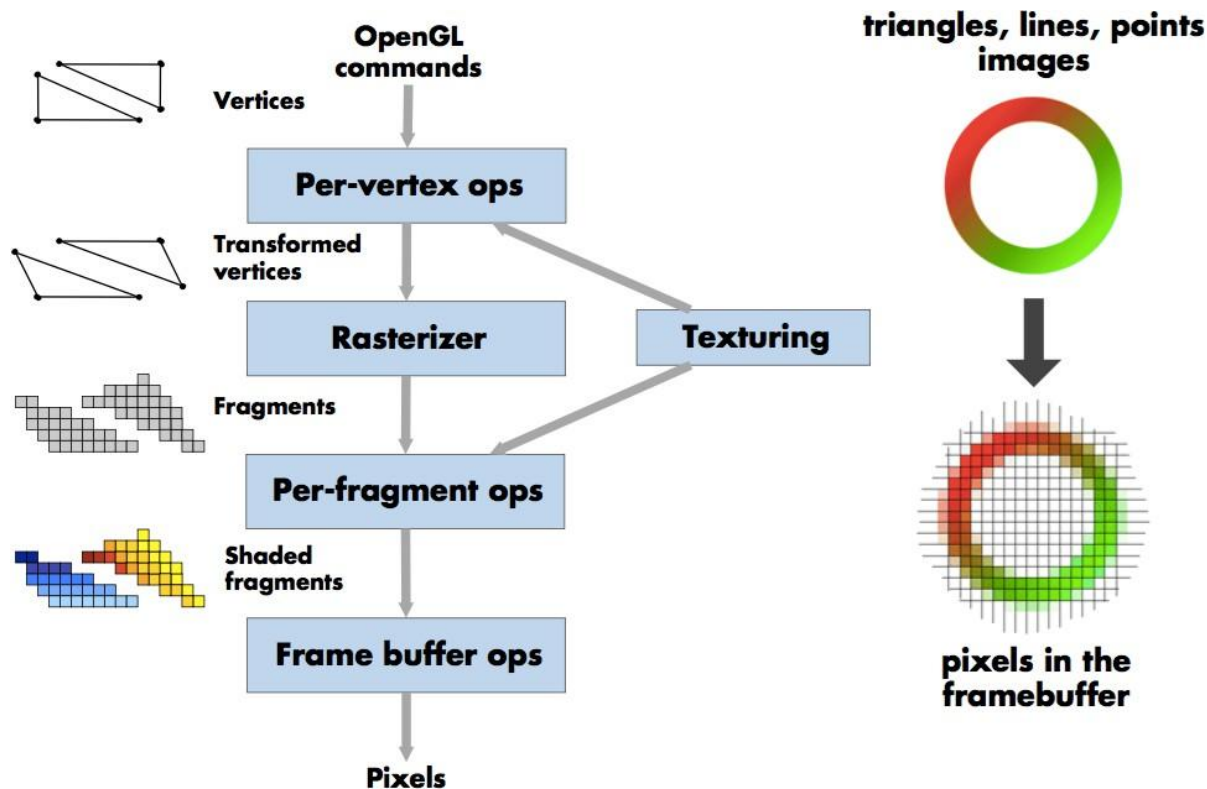 OpenGL
commands
Vertices
Per-vertex ops
Transformed
vertices
Rasterizer
Texturing
Fragments
Per-fragment ops
Shaded
fragments
Frame buffer ops
Pixels
triangles, lines, points
images
pixels in the
framebuffer